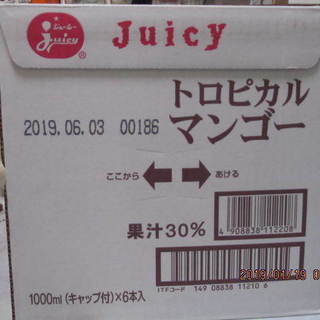 じゅーしー
juicy
®
Juicy
トロピカル
マンゴー
2019.06.03 00186
ここから
あける
果汁30%
4 908838 112208
ITFコード 149 08838 11210 6
1000ml(キャップ付)×6本入